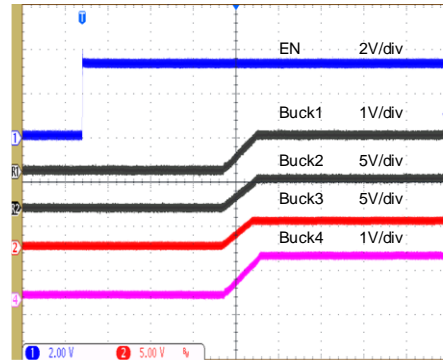 T
EN 2V/div
1
Buck1 1V/div
R1
Buck2 5V/div
R2
Buck3 5V/div
2
Buck4 1V/div
4
1 2.00 V 2 5.00 V